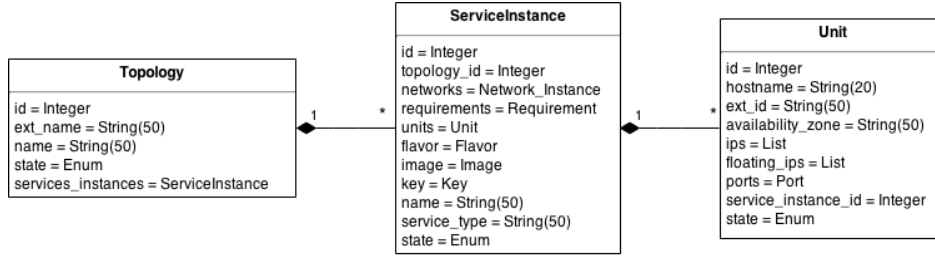 Topology
id = Integer
ext_name = String(50)
name = String(50)
state = Enum
services_instances = ServiceInstance
1
*
ServiceInstance
id = Integer
topology_id = Integer
networks = Network_Instance
requirements = Requirement
units = Unit
flavor = Flavor
image = Image
key = Key
name = String(50)
service_type = String(50)
state = Enum
1
*
Unit
id = Integer
hostname = String(20)
ext_id = String(50)
availability_zone = String(50)
ips = List
floating_ips = List
ports = Port
service_instance_id = Integer
state = Enum